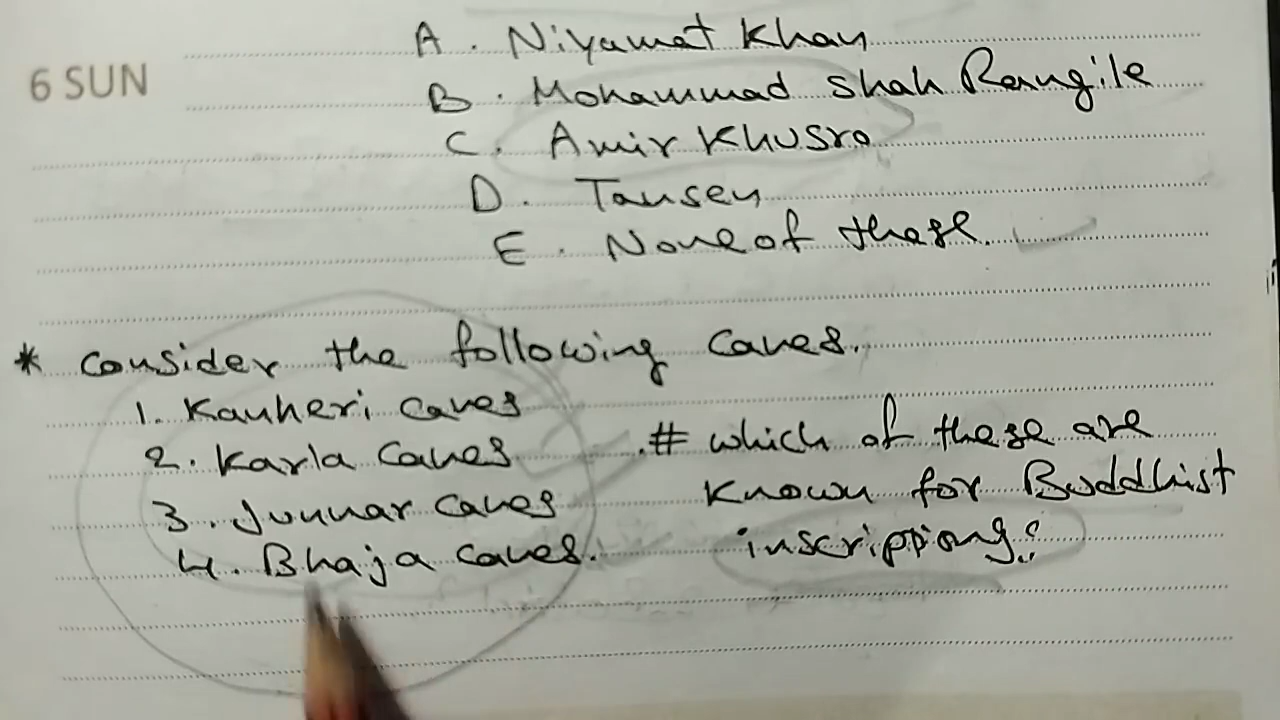 A. Niyamat Khan
6 SUN
B. Mohammad Shah Rangile
C. Amir Khusro
D. Tansen
E. None of these.
* Consider the following caves.
1. Kanheri caves
2. Karla caves
3. Junnar caves
4. Bhaja caves.
# which of these are
known for Buddhist
inscriptions?